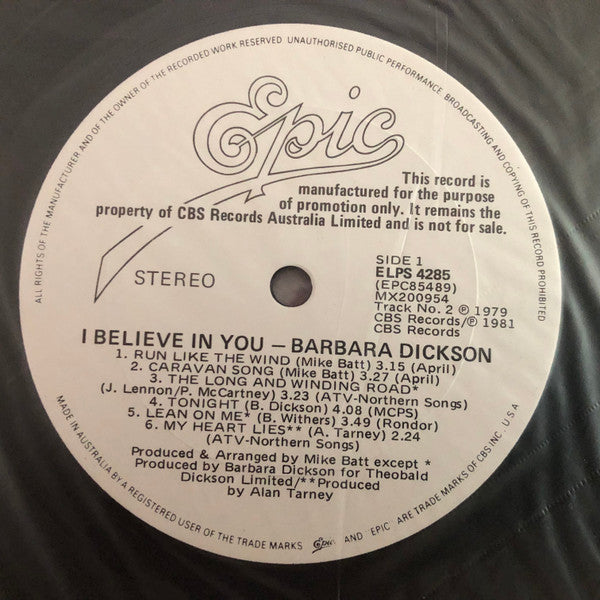 ALL RIGHTS OF THE MANUFACTURER AND OF THE OWNER OF THE RECORDED WORK RESERVED UNAUTHORISED PUBLIC PERFORMANCE, BROADCASTING AND COPYING OF THIS RECORD PROHIBITED
Epic
This record is
manufactured for the purpose
of promotion only. It remains the
property of CBS Records Australia Limited and is not for sale.
STEREO
SIDE 1
ELPS 4285
(EPC85489)
MX200954
Track No. 2 ℗ 1979
CBS Records/℗ 1981
CBS Records
I BELIEVE IN YOU — BARBARA DICKSON
1. RUN LIKE THE WIND (Mike Batt) 3.15 (April)
2. CARAVAN SONG (Mike Batt) 3.27 (April)
3. THE LONG AND WINDING ROAD*
(J. Lennon/P. McCartney) 3.23 (ATV-Northern Songs)
4. TONIGHT (B. Dickson) 4.08 (MCPS)
5. LEAN ON ME* (B. Withers) 3.49 (Rondor)
6. MY HEART LIES** (A. Tarney) 2.24
(ATV-Northern Songs)
Produced & Arranged by Mike Batt except *
Produced by Barbara Dickson for Theobald
Dickson Limited/**Produced
by Alan Tarney
MADE IN AUSTRALIA BY A REGISTERED USER OF THE TRADE MARKS Epic AND EPIC ARE TRADE MARKS OF CBS INC. U.S.A